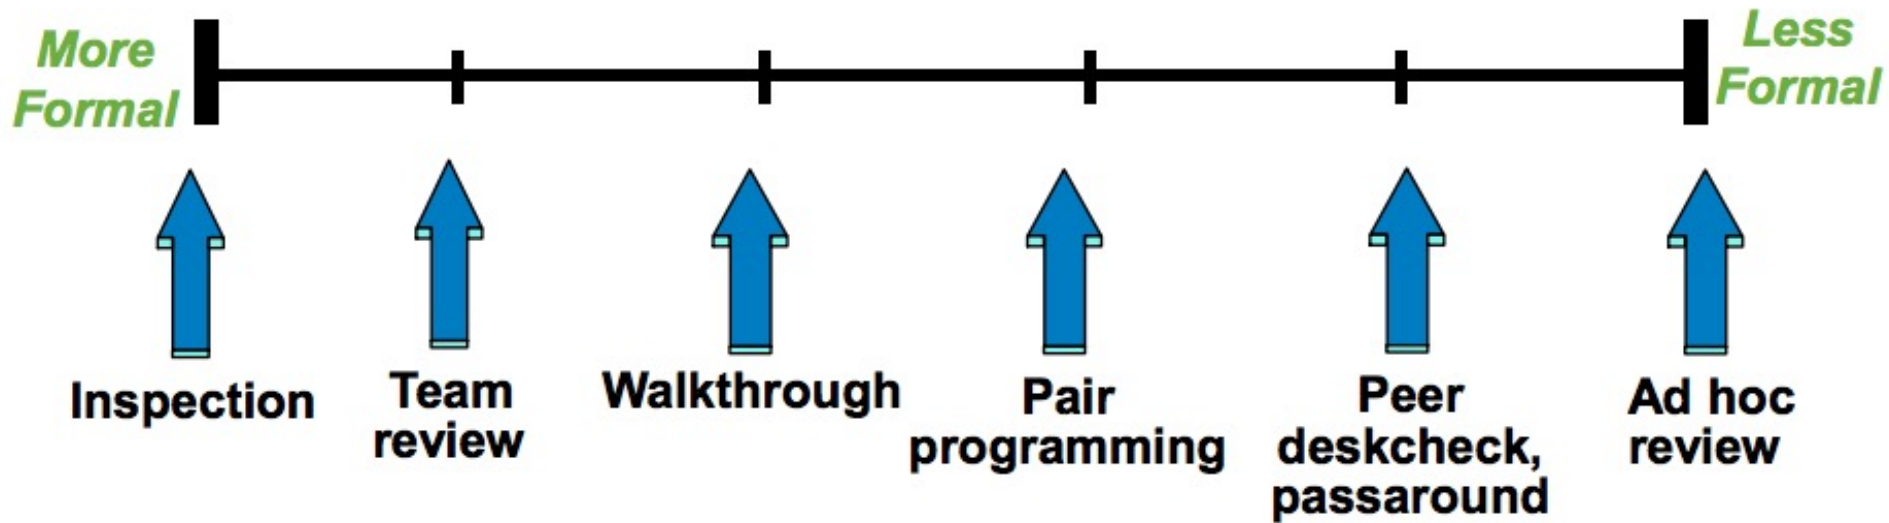 More
Formal
Less
Formal
Inspection
Team
review
Walkthrough
Pair
programming
Peer
deskcheck,
passaround
Ad hoc
review